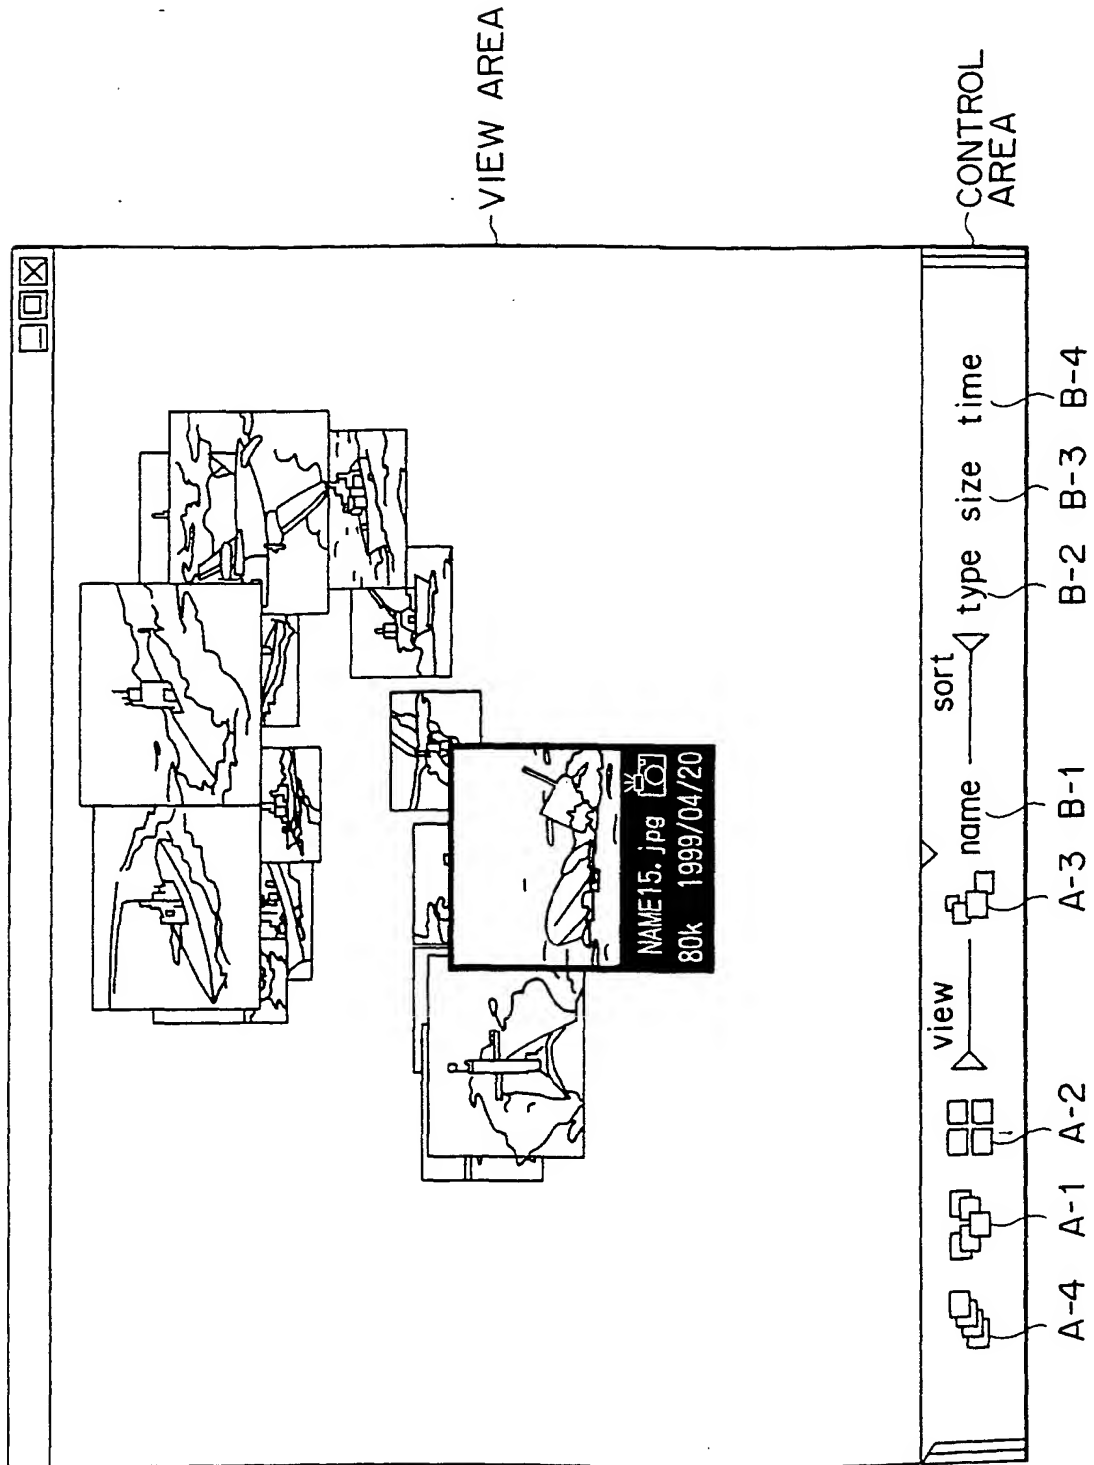 VIEW AREA
NAME15.jpg
80k 1999/04/20
view
sort
name
type size time
CONTROL
AREA
A-4 A-1 A-2 A-3 B-1 B-2 B-3 B-4